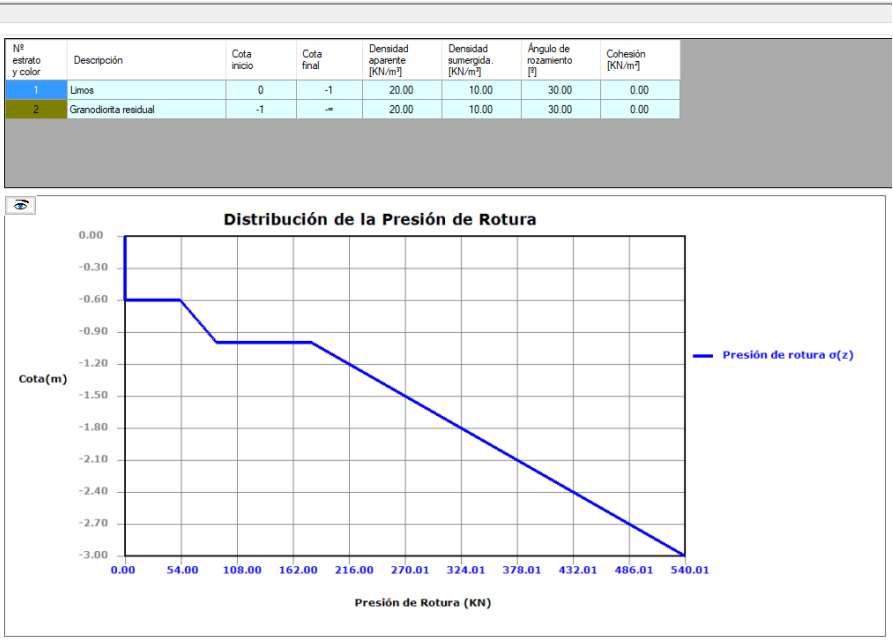 Nº estrato y color Descripción Cota inicio Cota final Densidad aparente [KN/m³] Densidad sumergida. [KN/m³] Ángulo de rozamiento [º] Cohesión [KN/m²]
1 Limos 0 -1 20.00 10.00 30.00 0.00
2 Granodiorita residual -1 -∞ 20.00 10.00 30.00 0.00
Distribución de la Presión de Rotura
0.00
-0.30
-0.60
-0.90
-1.20
-1.50
-1.80
-2.10
-2.40
-2.70
-3.00
Cota(m)
Presión de rotura σ(z)
0.00 54.00 108.00 162.00 216.00 270.01 324.01 378.01 432.01 486.01 540.01
Presión de Rotura (KN)